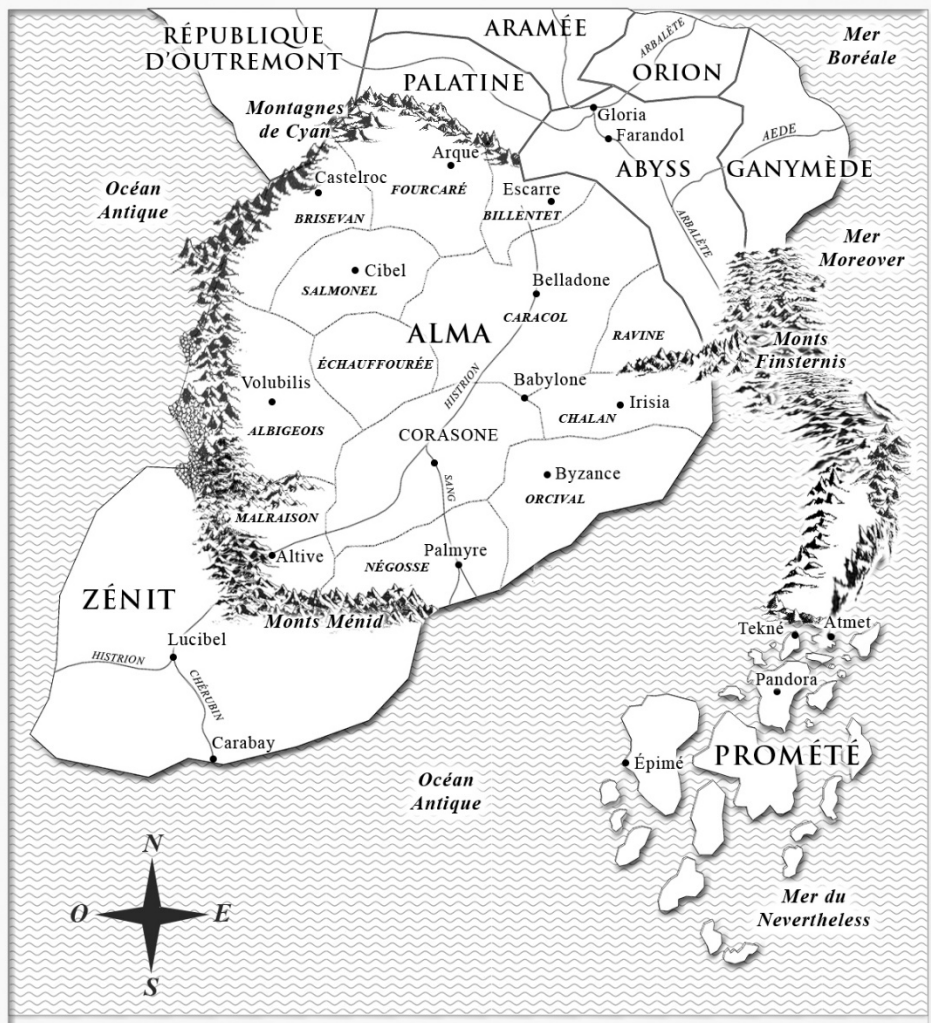 RÉPUBLIQUE
D'OUTREMONT
ARAMÉE
Mer
Boréale
ARBALÈTE
ORION
PALATINE
Montagnes
de Cyan
Gloria
Farandol
AEDE
Arque
ABYSS
GANYMÈDE
Castelroc
FOURCARÉ
Escarre
Océan
Antique
BRISEVAN
BILLENTET
ARBALÈTE
Mer
Moreover
Cibel
SALMONEL
Belladone
CARACOL
ALMA
RAVINE
Monts
Finsternis
ÉCHAUFFOURÉE
Volubilis
HISTRION
Babylone
Irisia
CHALAN
ALBIGEOIS
CORASONE
SANG
Byzance
ORCIVAL
MALRAISON
Altive
Palmyre
NÉGOSSE
ZÉNIT
Monts Ménid
Tekné
Atmet
Lucibel
HISTRION
CHÉRUBIN
Pandora
Carabay
PROMÉTÉ
Épimé
Océan
Antique
N
O
E
S
Mer du
Nevertheless